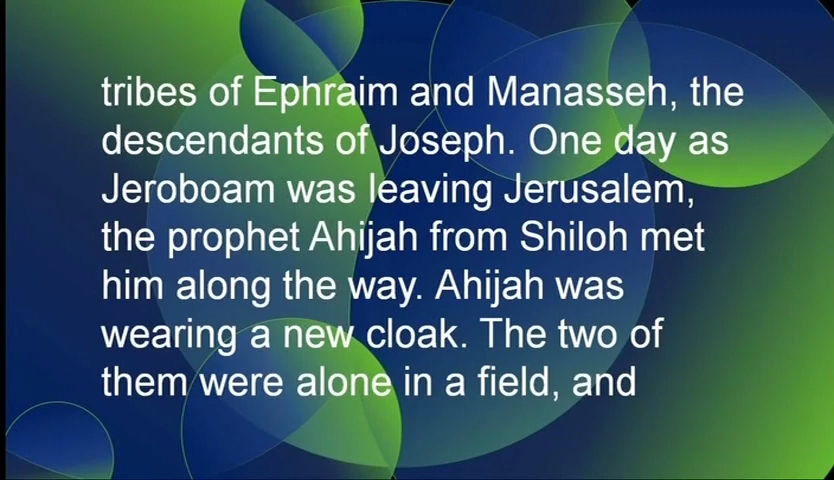 tribes of Ephraim and Manasseh, the
descendants of Joseph. One day as
Jeroboam was leaving Jerusalem,
the prophet Ahijah from Shiloh met
him along the way. Ahijah was
wearing a new cloak. The two of
them were alone in a field, and